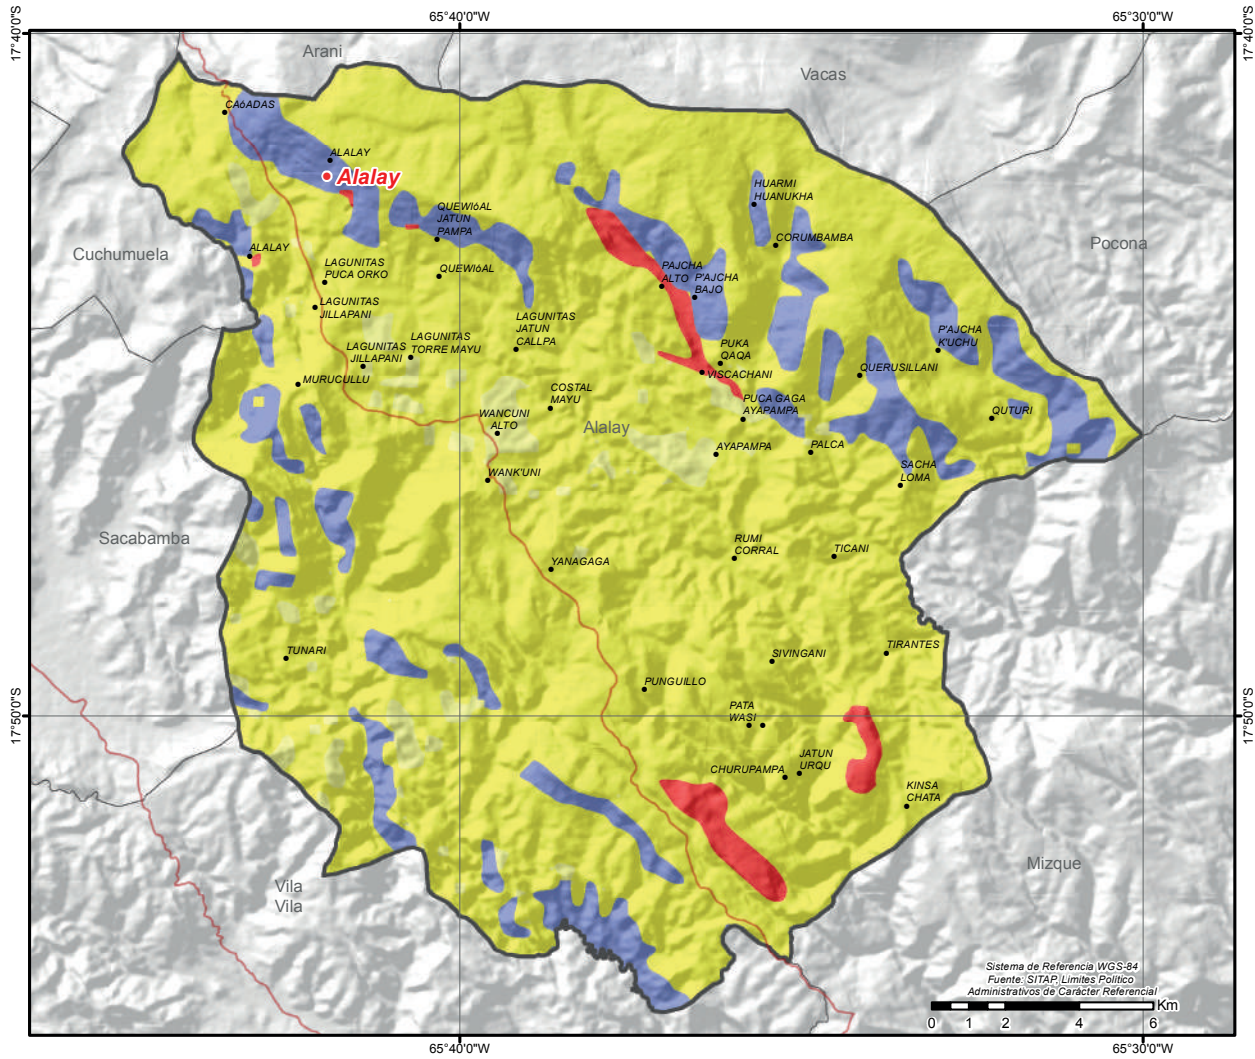 65°40'0"W
65°30'0"W
17°40'0"S
17°40'0"S
Arani
Vacas
CAóADAS
ALALAY
Alalay
HUARMI
HUANUKHA
QUEWIóAL
JATUN
PAMPA
CORUMBAMBA
Pocona
Cuchumuela
ALALAY
LAGUNITAS
PUCA ORKO
QUEWIóAL
PAJCHA
ALTO
P'AJCHA
BAJO
LAGUNITAS
JILLAPANI
LAGUNITAS
JATUN
CALLPA
LAGUNITAS
TORRE MAYU
LAGUNITAS
JILLAPANI
P'AJCHA
K'UCHU
PUKA
QAQA
VISCACHANI
QUERUSILLANI
MURUCULLU
COSTAL
MAYU
PUCA GAGA
AYAPAMPA
QUTURI
WANCUNI
ALTO
Alalay
AYAPAMPA
PALCA
SACHA
LOMA
WANK'UNI
Sacabamba
RUMI
CORRAL
TICANI
YANAGAGA
TUNARI
SIVINGANI
TIRANTES
PUNGUILLO
PATA
WASI
17°50'0"S
17°50'0"S
JATUN
URQU
CHURUPAMPA
KINSA
CHATA
Vila
Vila
Mizque
Sistema de Referencia WGS-84
Fuente: SITAP, Limites Politico
Administrativos de Carácter Referencial
Km
0 1 2 4 6
65°40'0"W
65°30'0"W